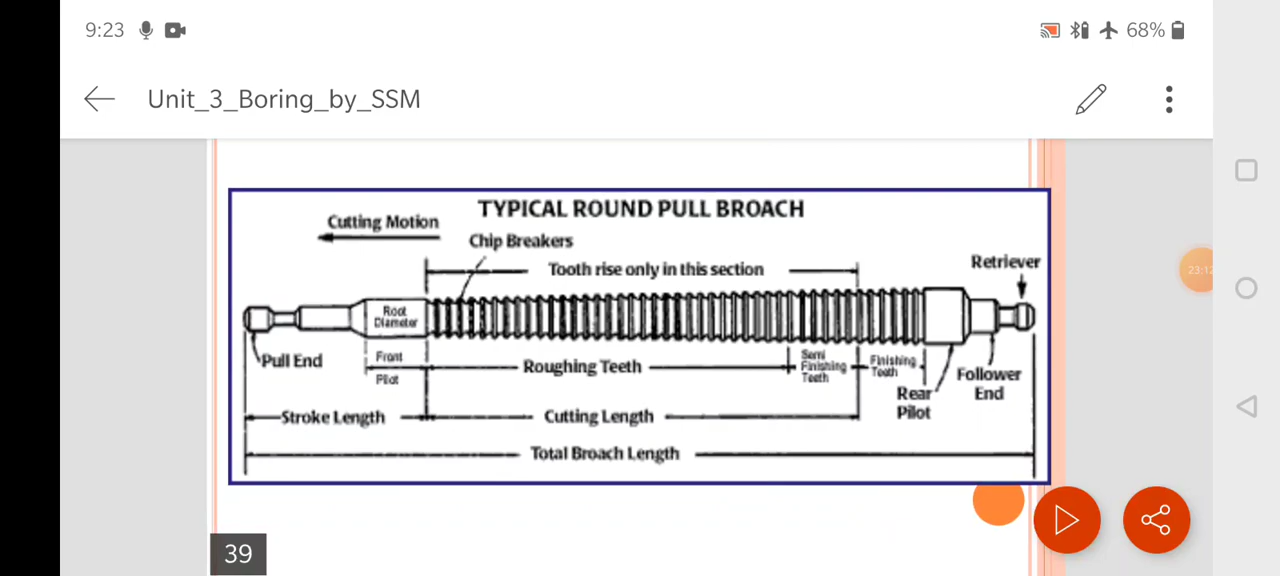 9:23
68%
Unit_3_Boring_by_SSM
TYPICAL ROUND PULL BROACH
Cutting Motion
Chip Breakers
Tooth rise only in this section
Retriever
23:12
Root
Diameter
Pull End
Front
Pilot
Roughing Teeth
Semi
Finishing
Teeth
Finishing
Teeth
Follower
End
Rear
Pilot
Stroke Length
Cutting Length
Total Broach Length
39